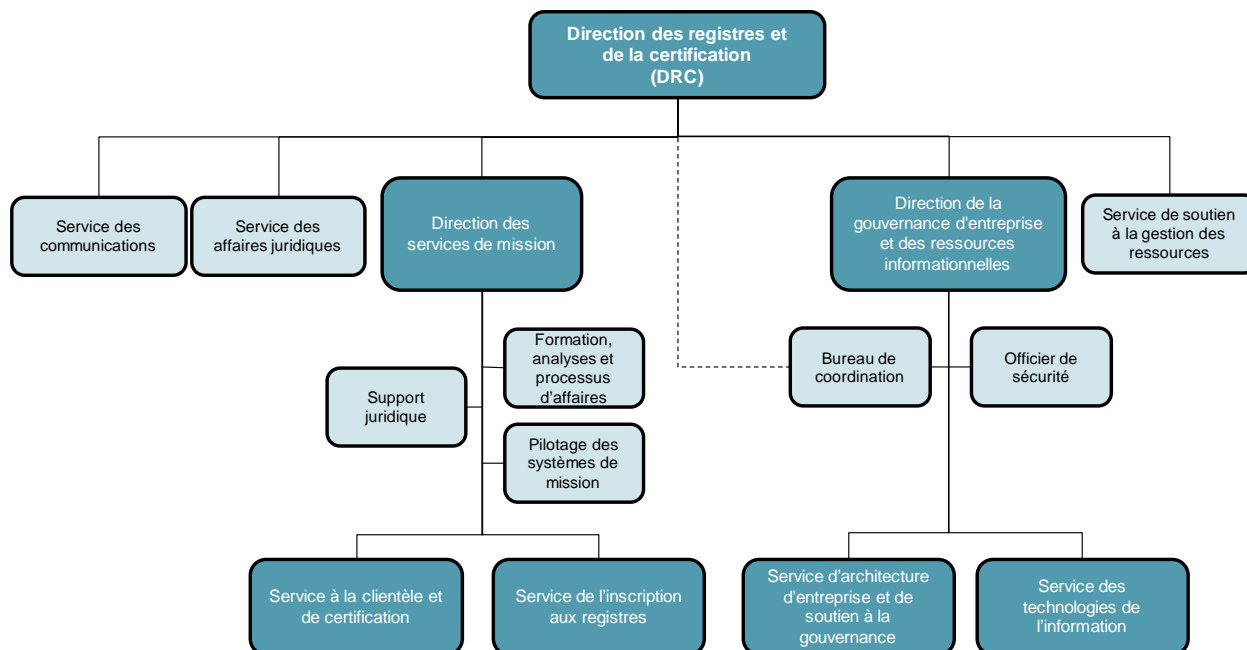 Direction des registres et
de la certification
(DRC)
Service des
communications
Service des
affaires juridiques
Direction des
services de mission
Direction de la
gouvernance d'entreprise
et des ressources
informationnelles
Service de soutien
à la gestion des
ressources
Formation,
analyses et
processus
d'affaires
Support
juridique
Pilotage des
systèmes de
mission
Bureau de
coordination
Officier de
sécurité
Service à la clientèle et
de certification
Service de l'inscription
aux registres
Service d'architecture
d'entreprise et de
soutien à la
gouvernance
Service des
technologies de
l'information